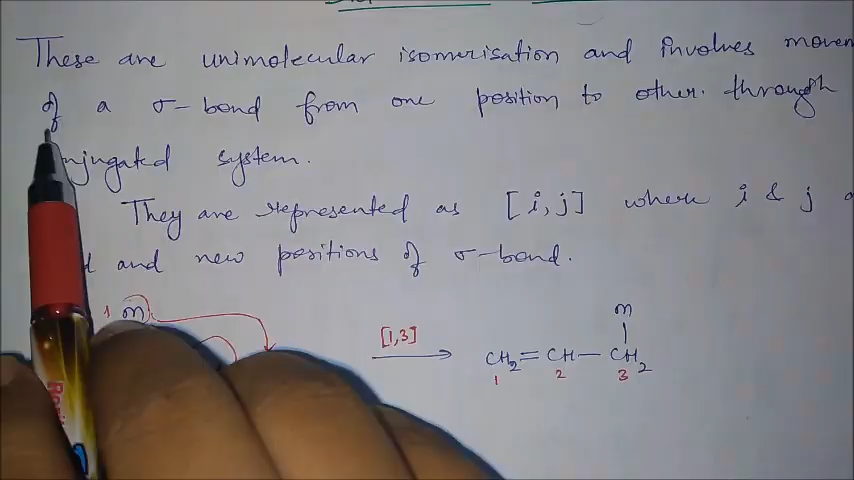 These are unimolecular isomerisation and involves
of a σ-bond from one position to other. through
system.
They are represented as [i,j] where i & j
and new positions of σ-bond.
1 m [1,3] m
CH2=CH-CH2
1 2 3